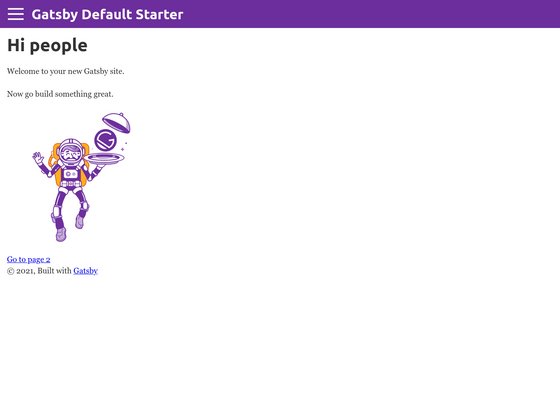 Gatsby Default Starter
Hi people
Welcome to your new Gatsby site.
Now go build something great.
Go to page 2
© 2021, Built with Gatsby